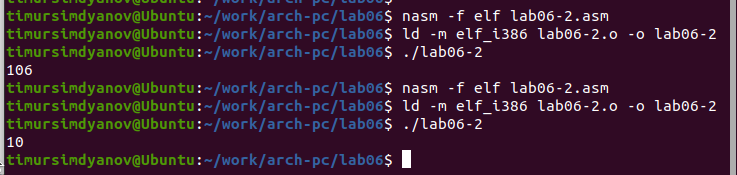 timursimdyanov@Ubuntu:~/work/arch-pc/lab06$ nasm -f elf lab06-2.asm
timursimdyanov@Ubuntu:~/work/arch-pc/lab06$ ld -m elf_i386 lab06-2.o -o lab06-2
timursimdyanov@Ubuntu:~/work/arch-pc/lab06$ ./lab06-2
106
timursimdyanov@Ubuntu:~/work/arch-pc/lab06$ nasm -f elf lab06-2.asm
timursimdyanov@Ubuntu:~/work/arch-pc/lab06$ ld -m elf_i386 lab06-2.o -o lab06-2
timursimdyanov@Ubuntu:~/work/arch-pc/lab06$ ./lab06-2
10
timursimdyanov@Ubuntu:~/work/arch-pc/lab06$